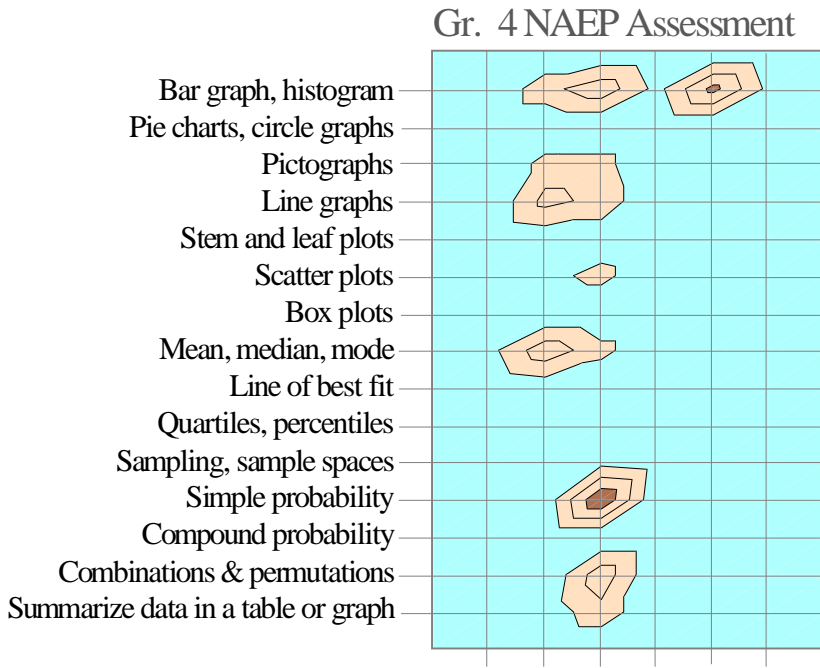 Gr. 4 NAEP Assessment
Bar graph, histogram
Pie charts, circle graphs
Pictographs
Line graphs
Stem and leaf plots
Scatter plots
Box plots
Mean, median, mode
Line of best fit
Quartiles, percentiles
Sampling, sample spaces
Simple probability
Compound probability
Combinations & permutations
Summarize data in a table or graph